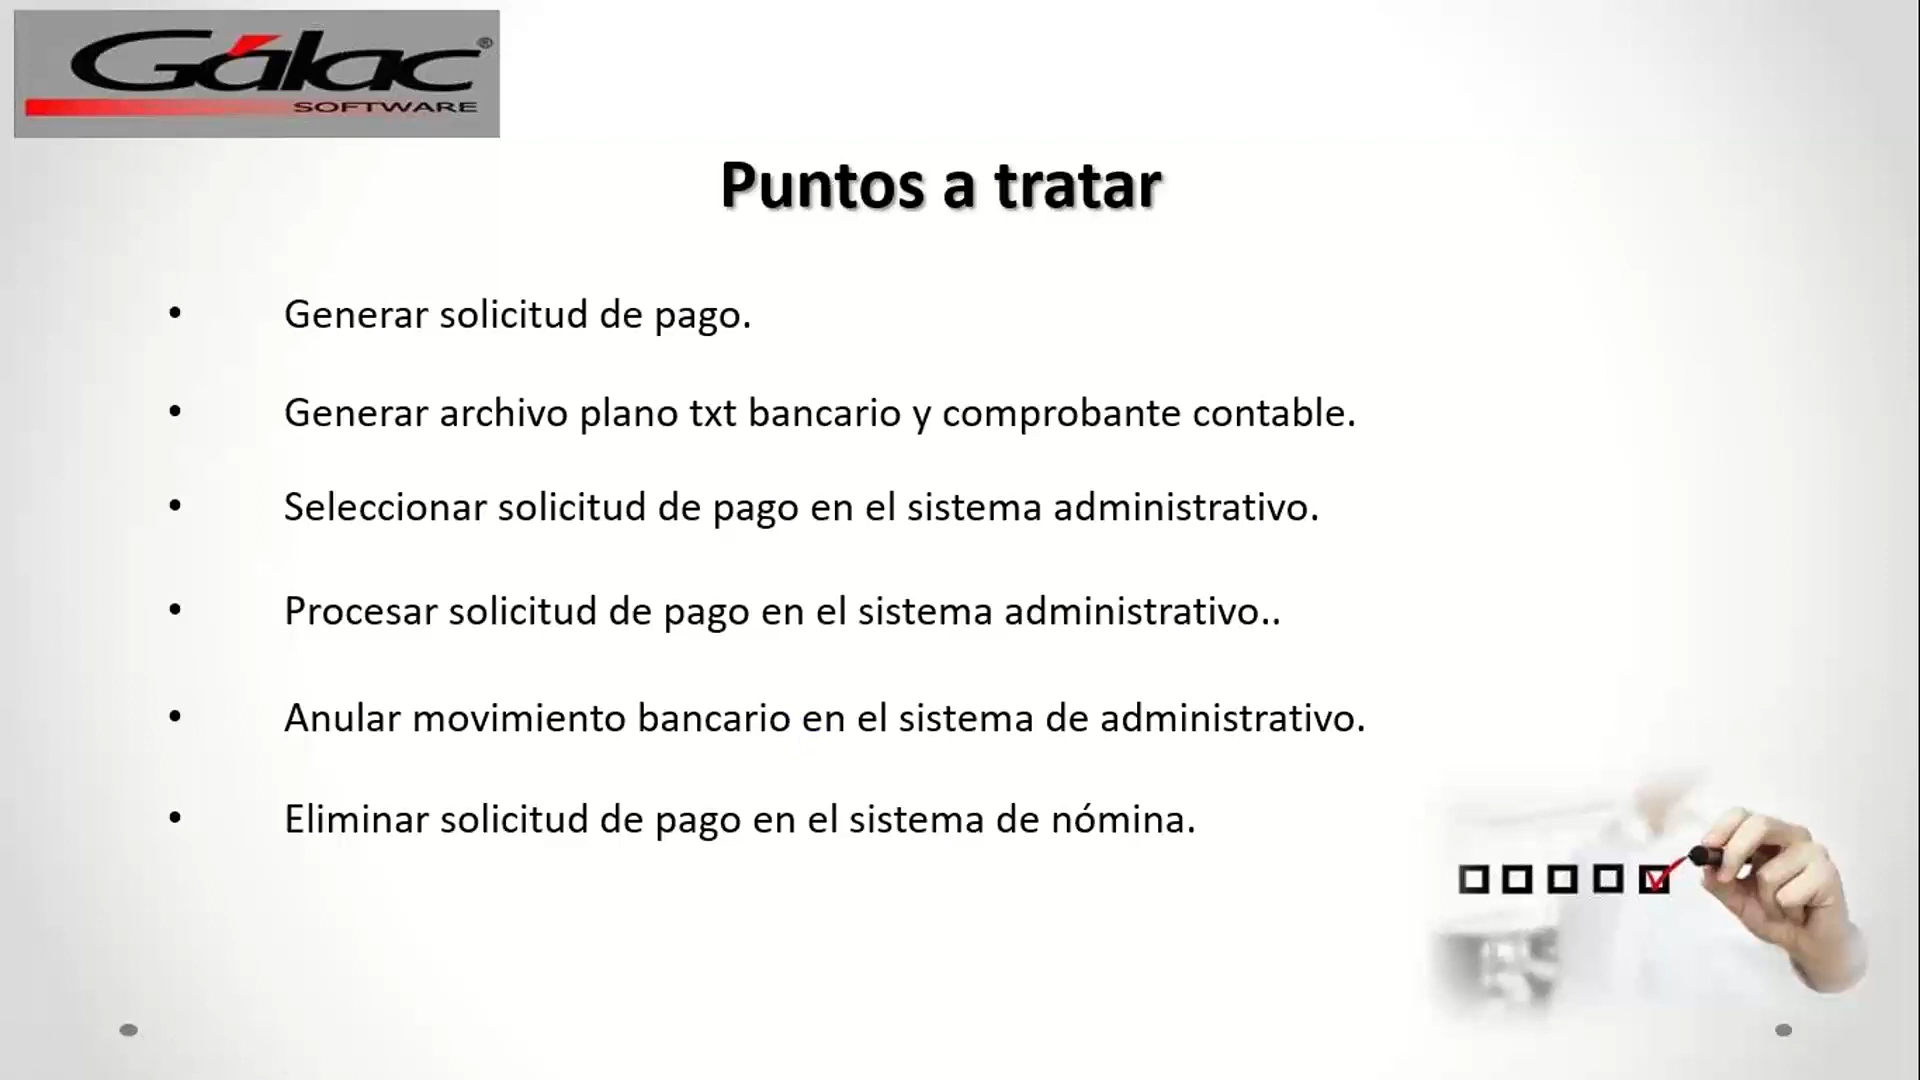 Gálac®
SOFTWARE
Puntos a tratar
• Generar solicitud de pago.
• Generar archivo plano txt bancario y comprobante contable.
• Seleccionar solicitud de pago en el sistema administrativo.
• Procesar solicitud de pago en el sistema administrativo..
• Anular movimiento bancario en el sistema de administrativo.
• Eliminar solicitud de pago en el sistema de nómina.